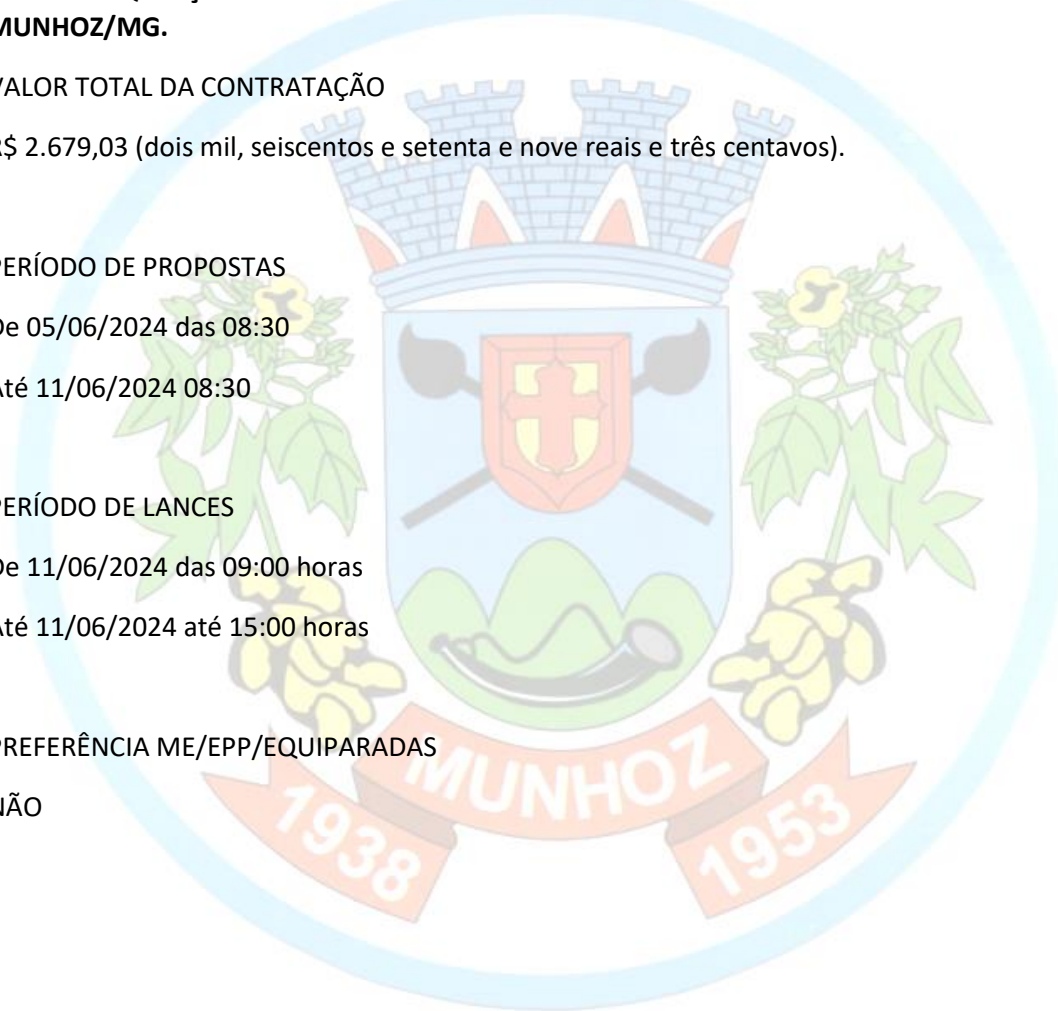 MUNHOZ/MG.
VALOR TOTAL DA CONTRATAÇÃO
R$ 2.679,03 (dois mil, seiscentos e setenta e nove reais e três centavos).
PERÍODO DE PROPOSTAS
De 05/06/2024 das 08:30
Até 11/06/2024 08:30
PERÍODO DE LANCES
De 11/06/2024 das 09:00 horas
Até 11/06/2024 até 15:00 horas
PREFERÊNCIA ME/EPP/EQUIPARADAS
NÃO
MUNHOZ
1938
1953